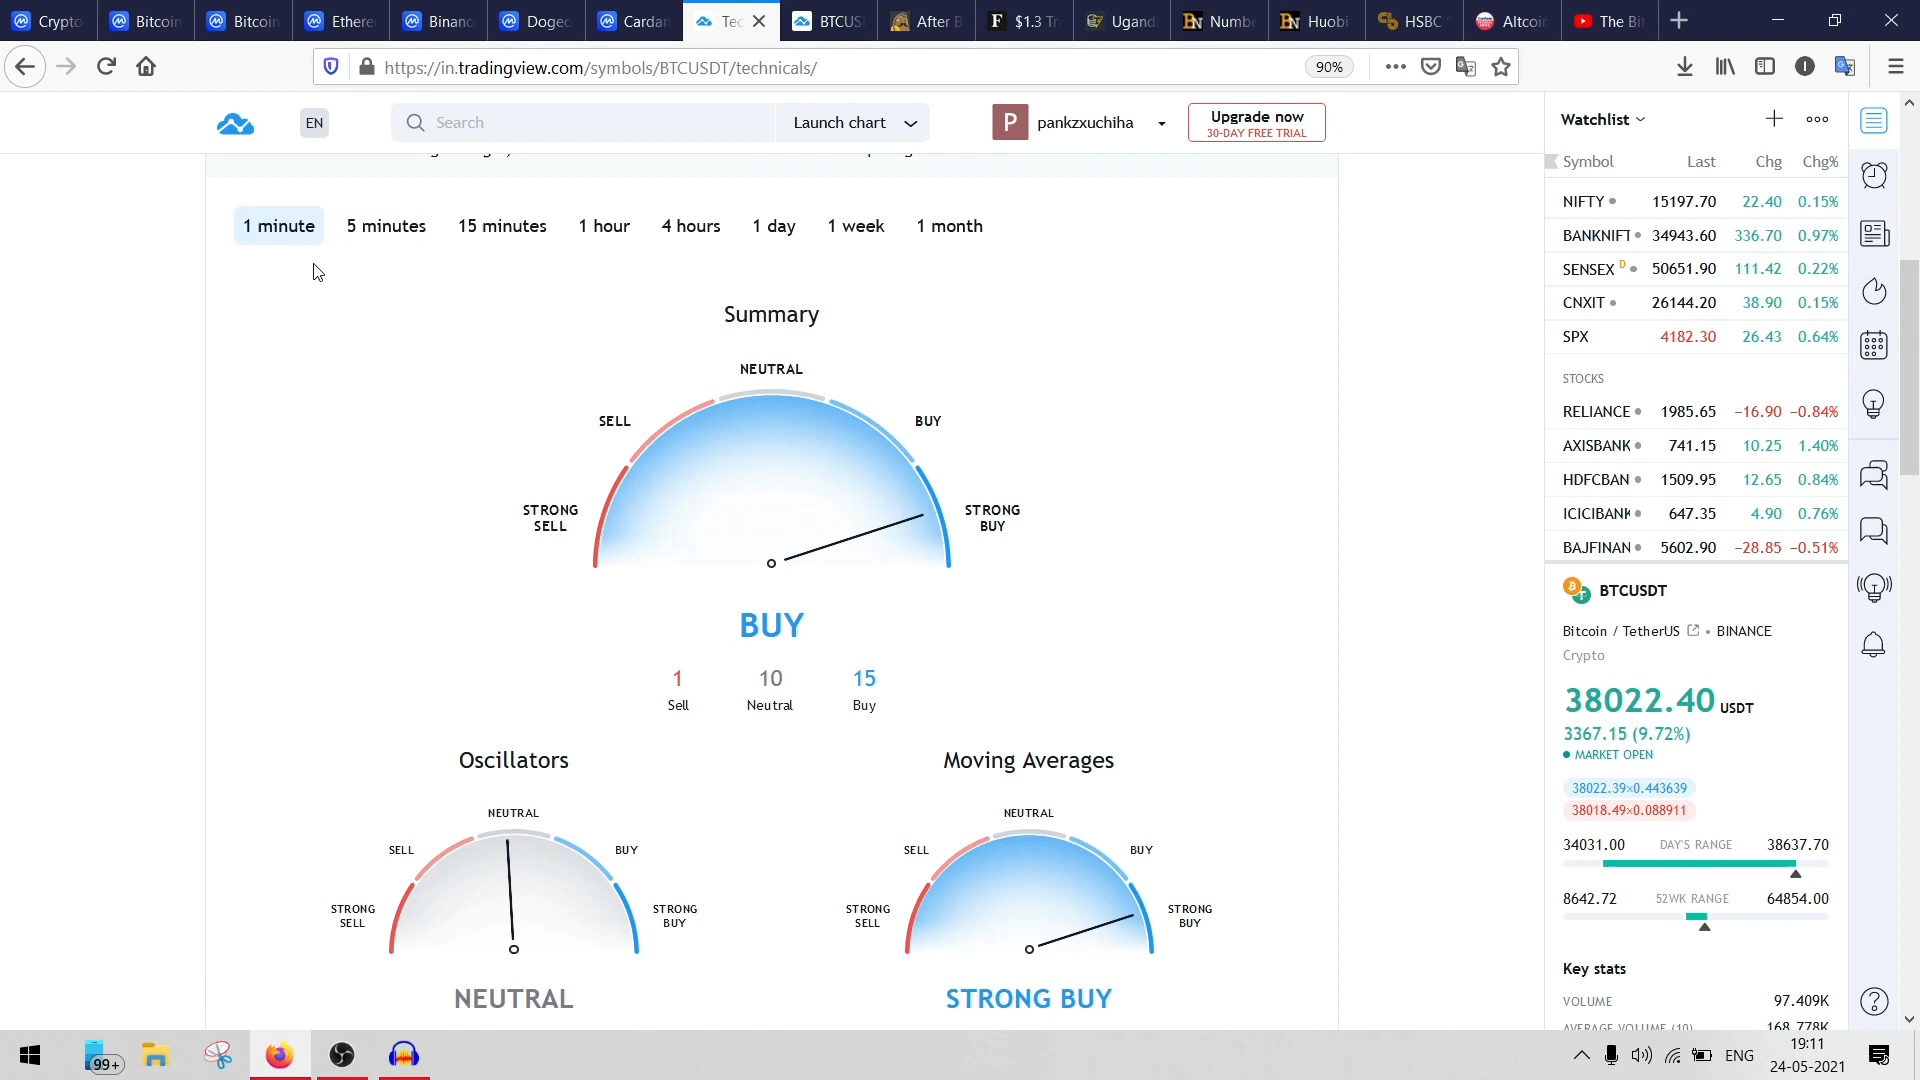 Crypto
Bitcoin
Bitcoin
Ethere
Binanc
Dogec
Cardan
Tec
BTCUS
After B
$1.3 Tr
Ugand
Numbe
Huobi
HSBC
Altcoin
The Bit
https://in.tradingview.com/symbols/BTCUSDT/technicals/
90%
EN
Search
Launch chart
P
pankzxuchiha
Upgrade now
30-DAY FREE TRIAL
1 minute
5 minutes
15 minutes
1 hour
4 hours
1 day
1 week
1 month
Summary
NEUTRAL
SELL
BUY
STRONG
SELL
STRONG
BUY
BUY
1
10
15
Sell
Neutral
Buy
Oscillators
NEUTRAL
SELL
BUY
STRONG
SELL
STRONG
BUY
NEUTRAL
Moving Averages
NEUTRAL
SELL
BUY
STRONG
SELL
STRONG
BUY
STRONG BUY
Watchlist
Symbol Last Chg Chg%
NIFTY 15197.70 22.40 0.15%
BANKNIFT 34943.60 336.70 0.97%
SENSEX D 50651.90 111.42 0.22%
CNXIT 26144.20 38.90 0.15%
SPX 4182.30 26.43 0.64%
STOCKS
RELIANCE 1985.65 −16.90 −0.84%
AXISBANK 741.15 10.25 1.40%
HDFCBAN 1509.95 12.65 0.84%
ICICIBANK 647.35 4.90 0.76%
BAJFINAN 5602.90 −28.85 −0.51%
BTCUSDT
Bitcoin / TetherUS • BINANCE
Crypto
38022.40 USDT
3367.15 (9.72%)
• MARKET OPEN
38022.39×0.443639
38018.49×0.088911
34031.00 DAY'S RANGE 38637.70
8642.72 52WK RANGE 64854.00
Key stats
VOLUME 97.409K
AVERAGE VOLUME (10) 168.778K
99+
ENG
19:11
24-05-2021